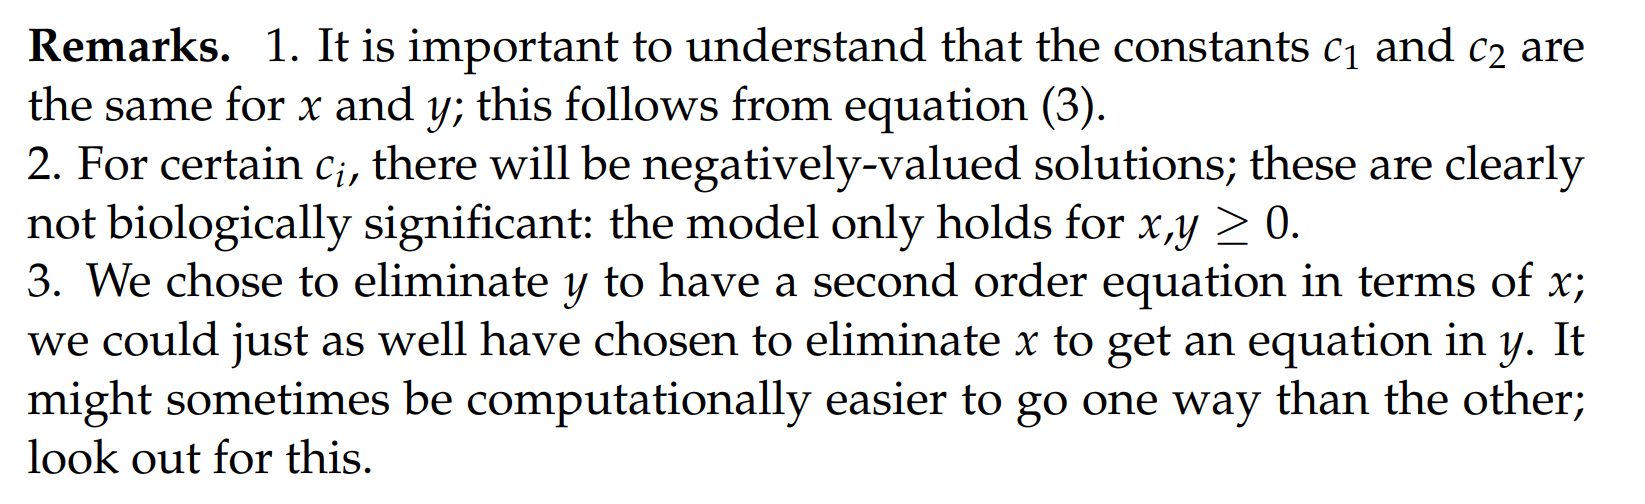 Remarks. 1. It is important to understand that the constants c₁ and c₂ are
the same for x and y; this follows from equation (3).
2. For certain cᵢ, there will be negatively-valued solutions; these are clearly
not biologically significant: the model only holds for x,y ≥ 0.
3. We chose to eliminate y to have a second order equation in terms of x;
we could just as well have chosen to eliminate x to get an equation in y. It
might sometimes be computationally easier to go one way than the other;
look out for this.